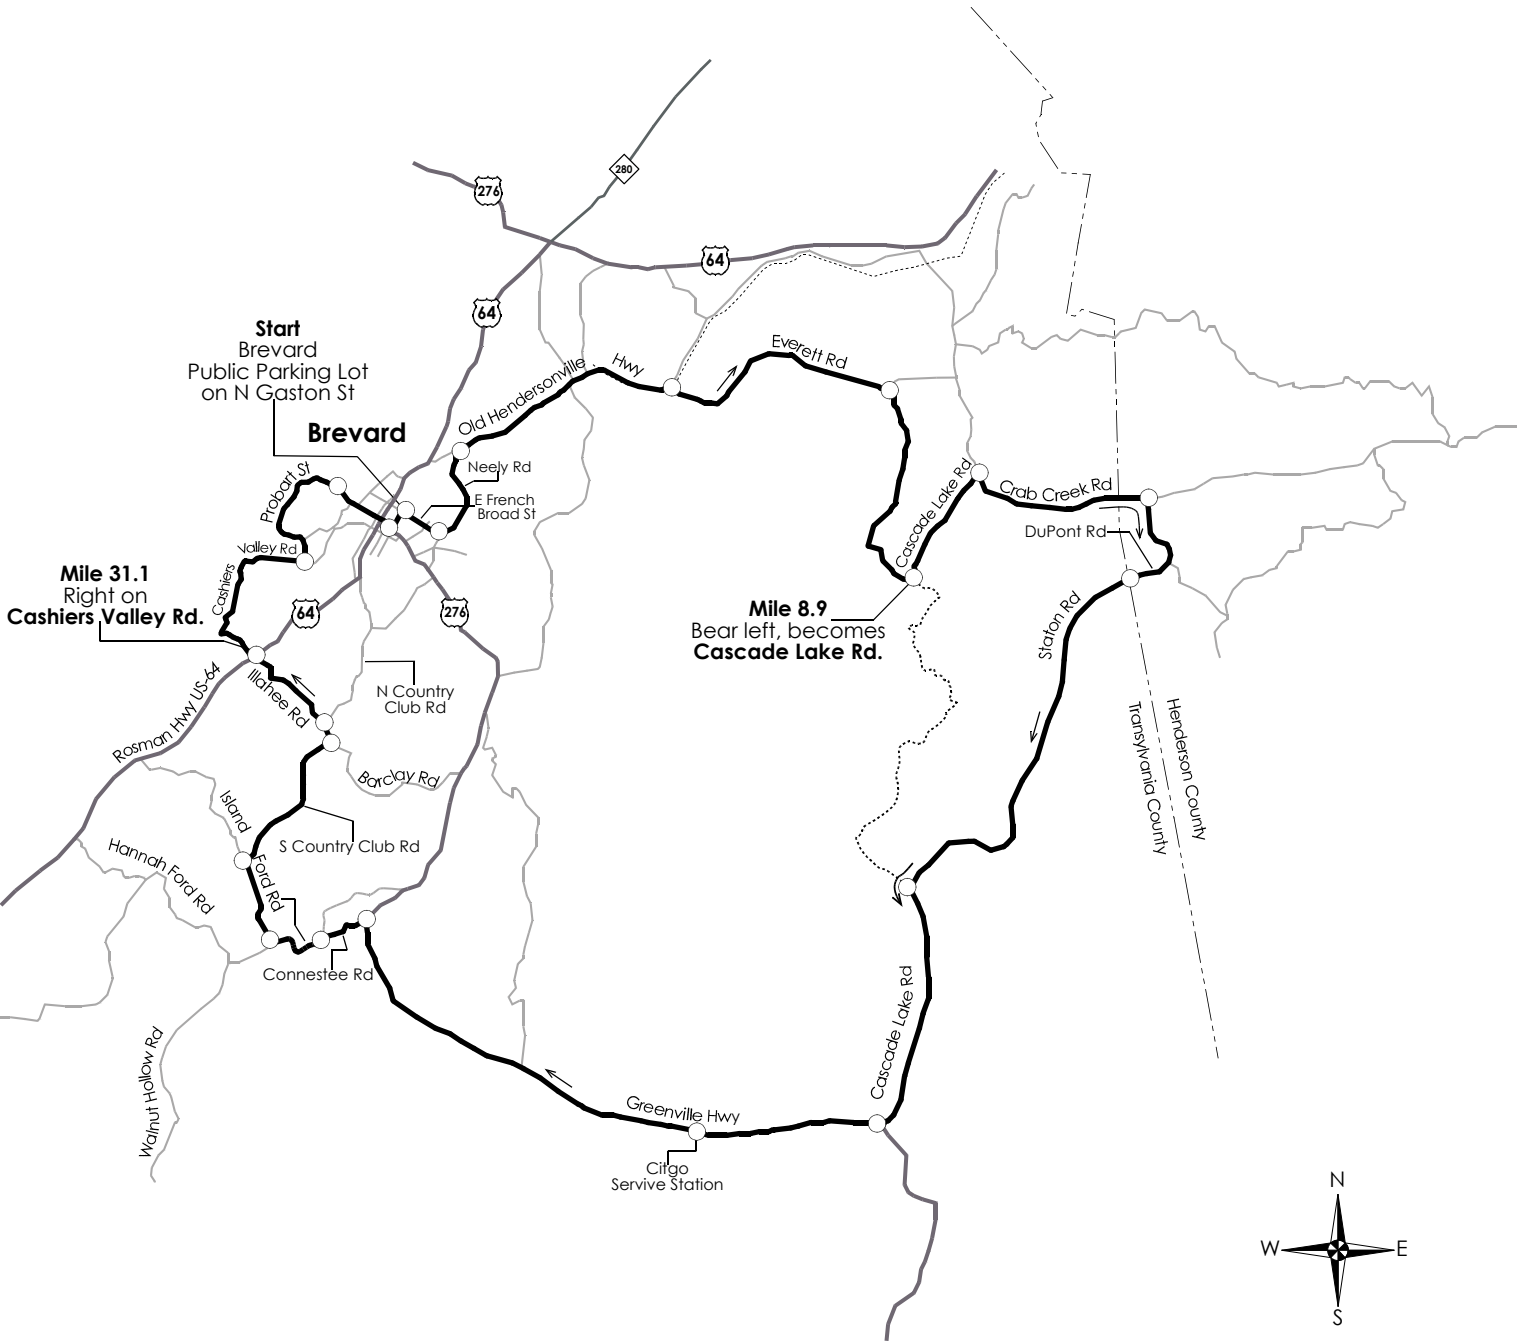 280
276
64
64
Start
Brevard
Public Parking Lot
on N Gaston St
Brevard
Old Hendersonville Hwy
Everett Rd
Neely Rd
E French
Broad St
Probart St
Valley Rd
Cashiers
Cascade Lake Rd
Crab Creek Rd
DuPont Rd
Mile 31.1
Right on
Cashiers Valley Rd.
64
276
Mile 8.9
Bear left, becomes
Cascade Lake Rd.
Staton Rd
Illahee Rd
N Country
Club Rd
Rosman Hwy US-64
Henderson County
Transylvania County
Barclay Rd
Island
Ford Rd
S Country Club Rd
Hannah Ford Rd
Connestee Rd
Cascade Lake Rd
Walnut Hollow Rd
Greenville Hwy
Citgo
Servive Station
N
W
E
S